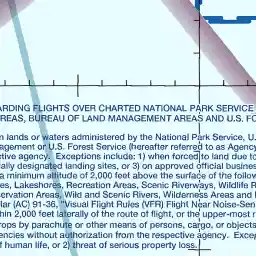 ARDING FLIGHTS OVER CHARTED NATIONAL PARK SERVICE
REAS, BUREAU OF LAND MANAGEMENT AREAS AND U.S. FO
n lands or waters administered by the National Park Service, U.
agement or U.S. Forest Service (hereafter referred to as Agency
ctive agency. Exceptions include: 1) when forced to land due to
ially designated landing sites, or 3) on approved official busines
a minimum altitude of 2,000 feet above the surface of the follow
es, Lakeshores, Recreation Areas, Scenic Riverways, Wildlife R
servation Areas, Wild and Scenic Rivers, Wilderness Areas and
lar (AC) 91-36, Visual Flight Rules (VFR) Flight Near Noise-Sens
hin 2,000 feet laterally of the route of flight, or the upper-most r
rops by parachute or other means of persons, cargo, or objects
encies without authorization from the respective agency. Excep
f human life, or 2) threat of serious property loss.